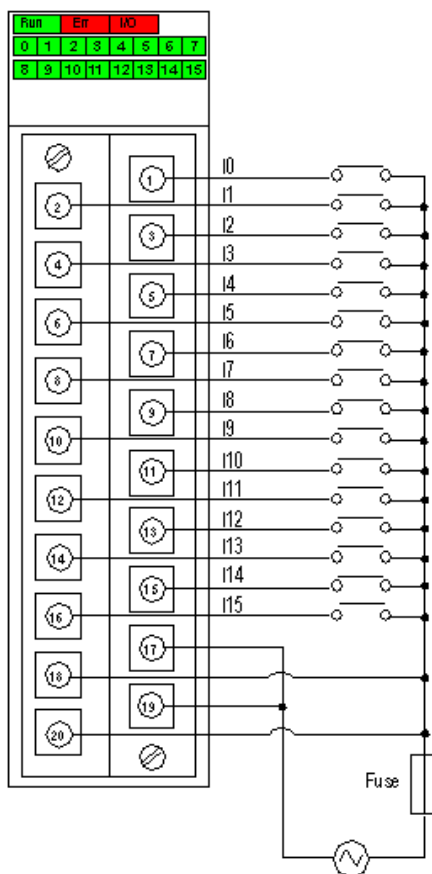 Run Err I/O
0 1 2 3 4 5 6 7
8 9 10 11 12 13 14 15
1 I0
2 I1
3 I2
4 I3
5 I4
6 I5
7 I6
8 I7
9 I8
10 I9
11 I10
12 I11
13 I12
14 I13
15 I14
16 I15
17
18
19
20
Fuse